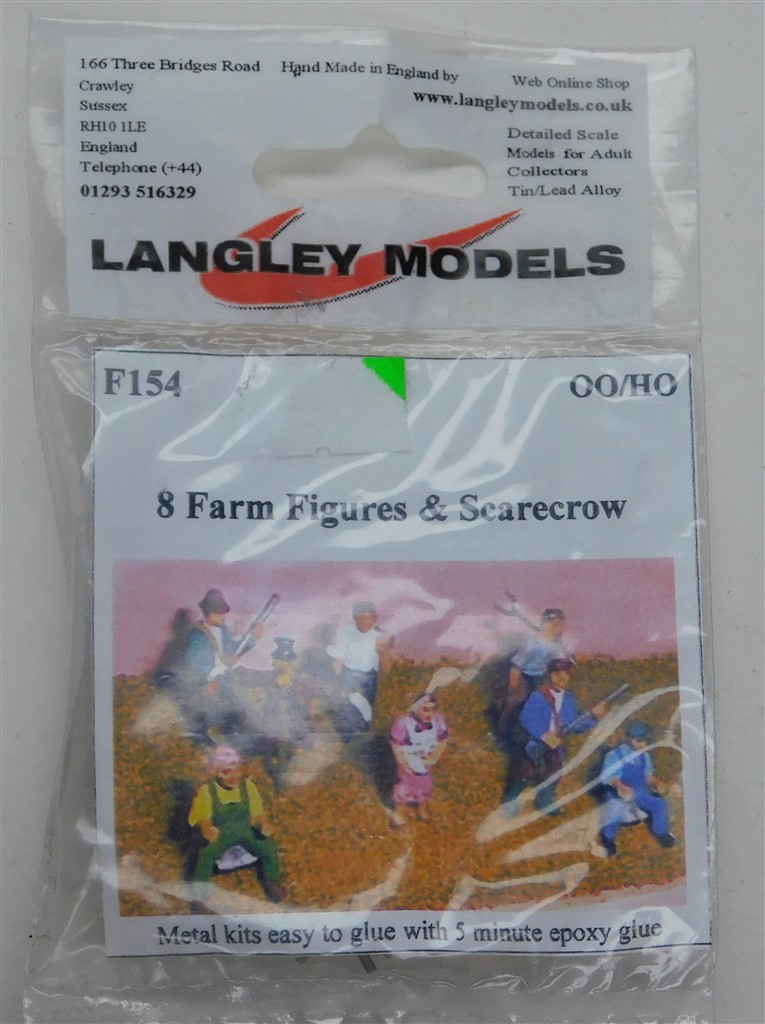 166 Three Bridges Road
Crawley
Sussex
RH10 1LE
England
Telephone (+44)
01293 516329
Hand Made in England by
Web Online Shop
www.langleymodels.co.uk
Detailed Scale
Models for Adult
Collectors
Tin/Lead Alloy
LANGLEY MODELS
F154
OO/HO
8 Farm Figures & Scarecrow
Metal kits easy to glue with 5 minute epoxy glue